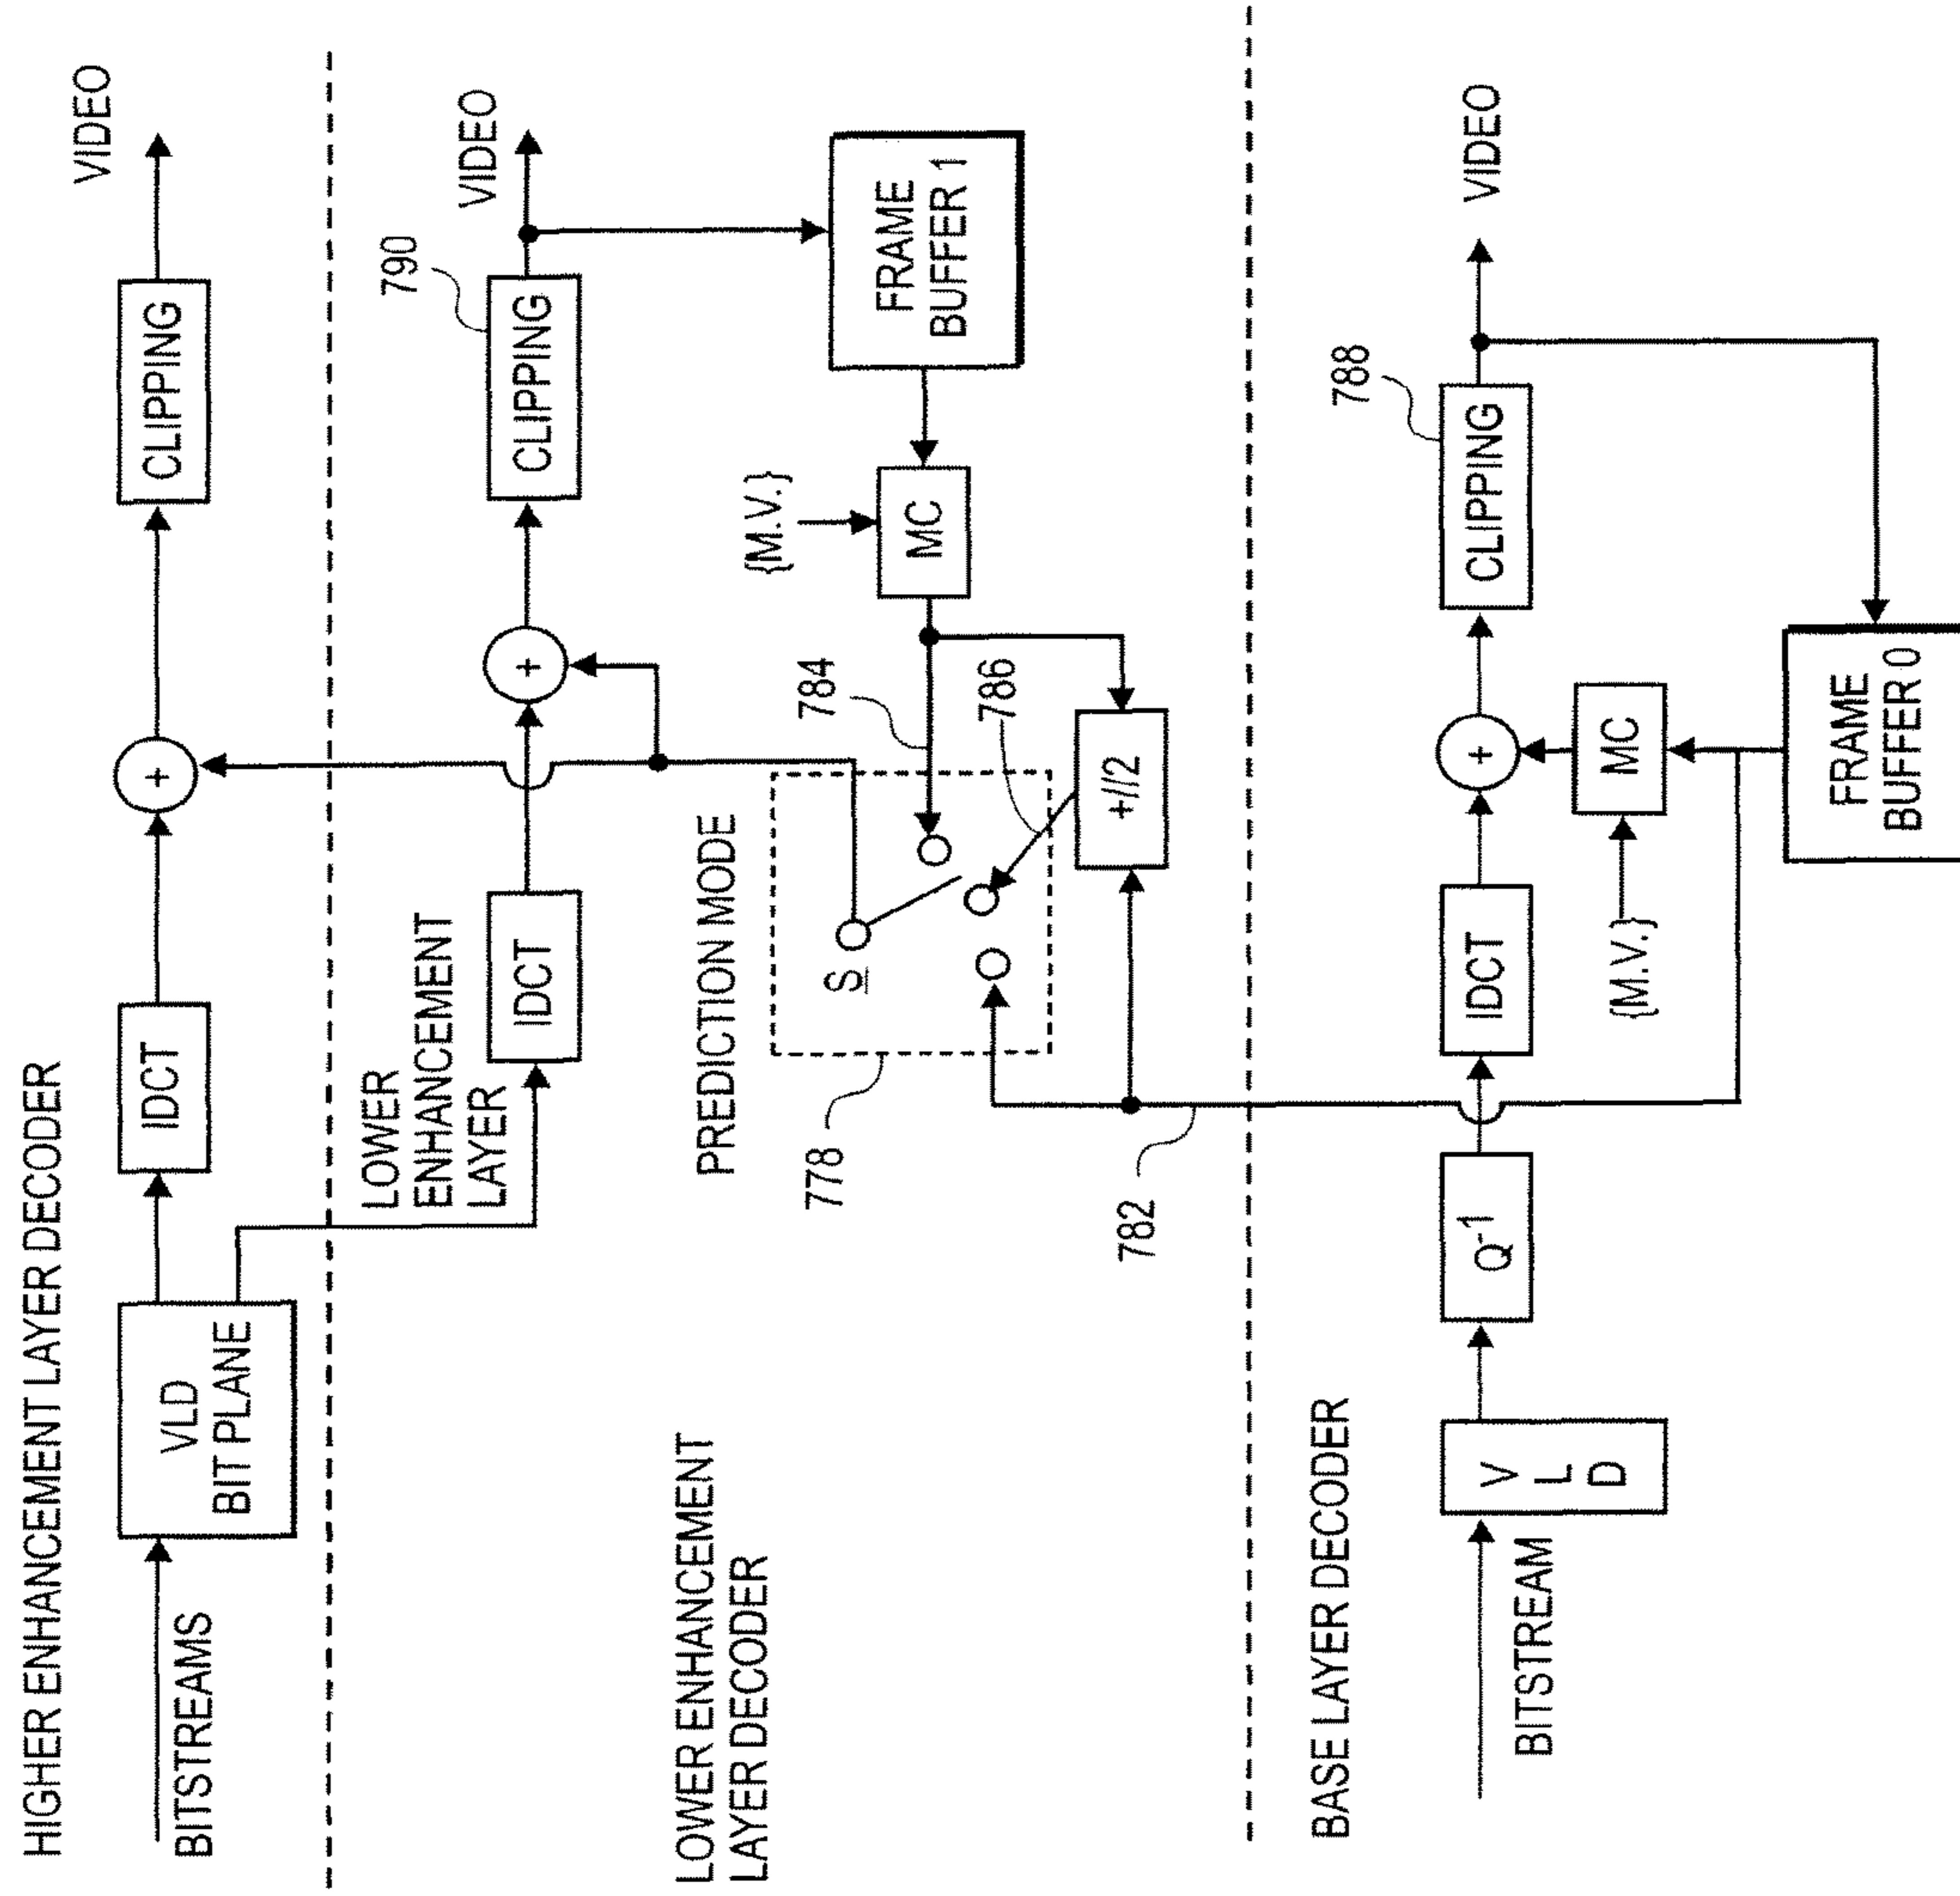 HIGHER ENHANCEMENT LAYER DECODER
BITSTREAMS
VLD
BIT PLANE
IDCT
+
CLIPPING
VIDEO
LOWER
ENHANCEMENT
LAYER
IDCT
+
CLIPPING
790
VIDEO
LOWER ENHANCEMENT
LAYER DECODER
PREDICTION MODE
778
S
784
786
782
+//2
{M.V.}
MC
FRAME
BUFFER 1
BASE LAYER DECODER
BITSTREAM
V
L
D
Q-1
IDCT
+
CLIPPING
788
VIDEO
{M.V.}
MC
FRAME
BUFFER 0